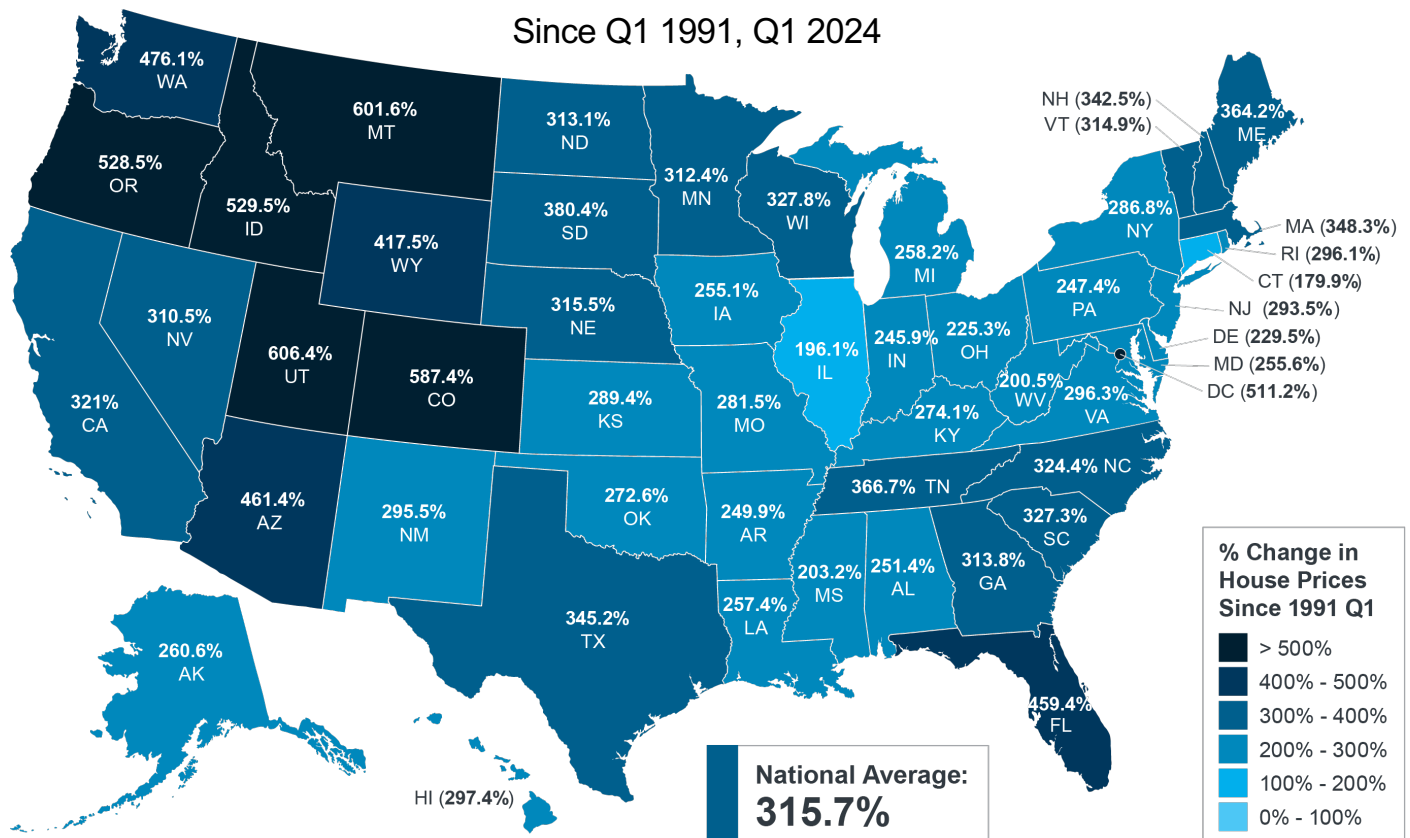 Since Q1 1991, Q1 2024
476.1%
WA
601.6%
MT
313.1%
ND
312.4%
MN
327.8%
WI
528.5%
OR
529.5%
ID
417.5%
WY
380.4%
SD
258.2%
MI
286.8%
NY
NH (342.5%)
VT (314.9%)
364.2%
ME
MA (348.3%)
RI (296.1%)
CT (179.9%)
NJ (293.5%)
DE (229.5%)
MD (255.6%)
DC (511.2%)
310.5%
NV
606.4%
UT
587.4%
CO
315.5%
NE
255.1%
IA
196.1%
IL
245.9%
IN
225.3%
OH
247.4%
PA
321%
CA
289.4%
KS
281.5%
MO
274.1%
KY
200.5%
WV
296.3%
VA
461.4%
AZ
295.5%
NM
272.6%
OK
249.9%
AR
366.7% TN
324.4% NC
327.3%
SC
345.2%
TX
257.4%
LA
203.2%
MS
251.4%
AL
313.8%
GA
459.4%
FL
260.6%
AK
HI (297.4%)
National Average:
315.7%
% Change in
House Prices
Since 1991 Q1
> 500%
400% - 500%
300% - 400%
200% - 300%
100% - 200%
0% - 100%